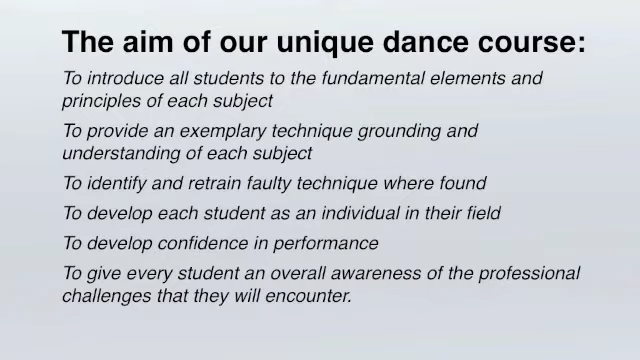 The aim of our unique dance course:
To introduce all students to the fundamental elements and
principles of each subject
To provide an exemplary technique grounding and
understanding of each subject
To identify and retrain faulty technique where found
To develop each student as an individual in their field
To develop confidence in performance
To give every student an overall awareness of the professional
challenges that they will encounter.